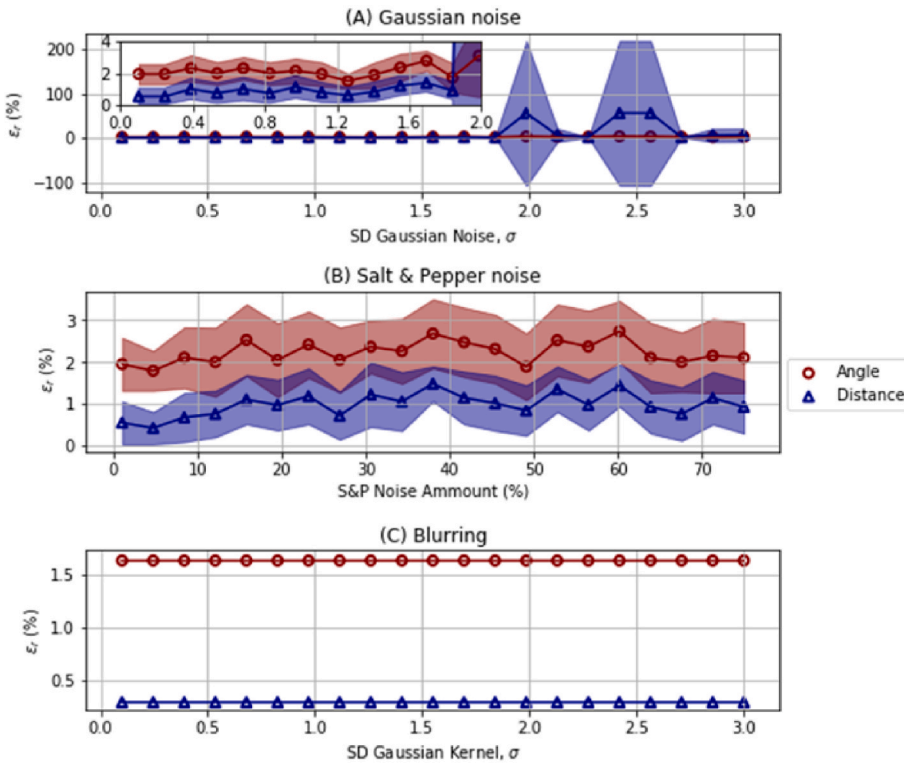 (A) Gaussian noise
εr (%)
200
100
0
−100
4
2
0
0.0 0.4 0.8 1.2 1.6 2.0
0.0 0.5 1.0 1.5 2.0 2.5 3.0
SD Gaussian Noise, σ
(B) Salt & Pepper noise
εr (%)
3
2
1
0
0 10 20 30 40 50 60 70
S&P Noise Ammount (%)
Angle
Distance
(C) Blurring
εr (%)
1.5
1.0
0.5
0.0 0.5 1.0 1.5 2.0 2.5 3.0
SD Gaussian Kernel, σ